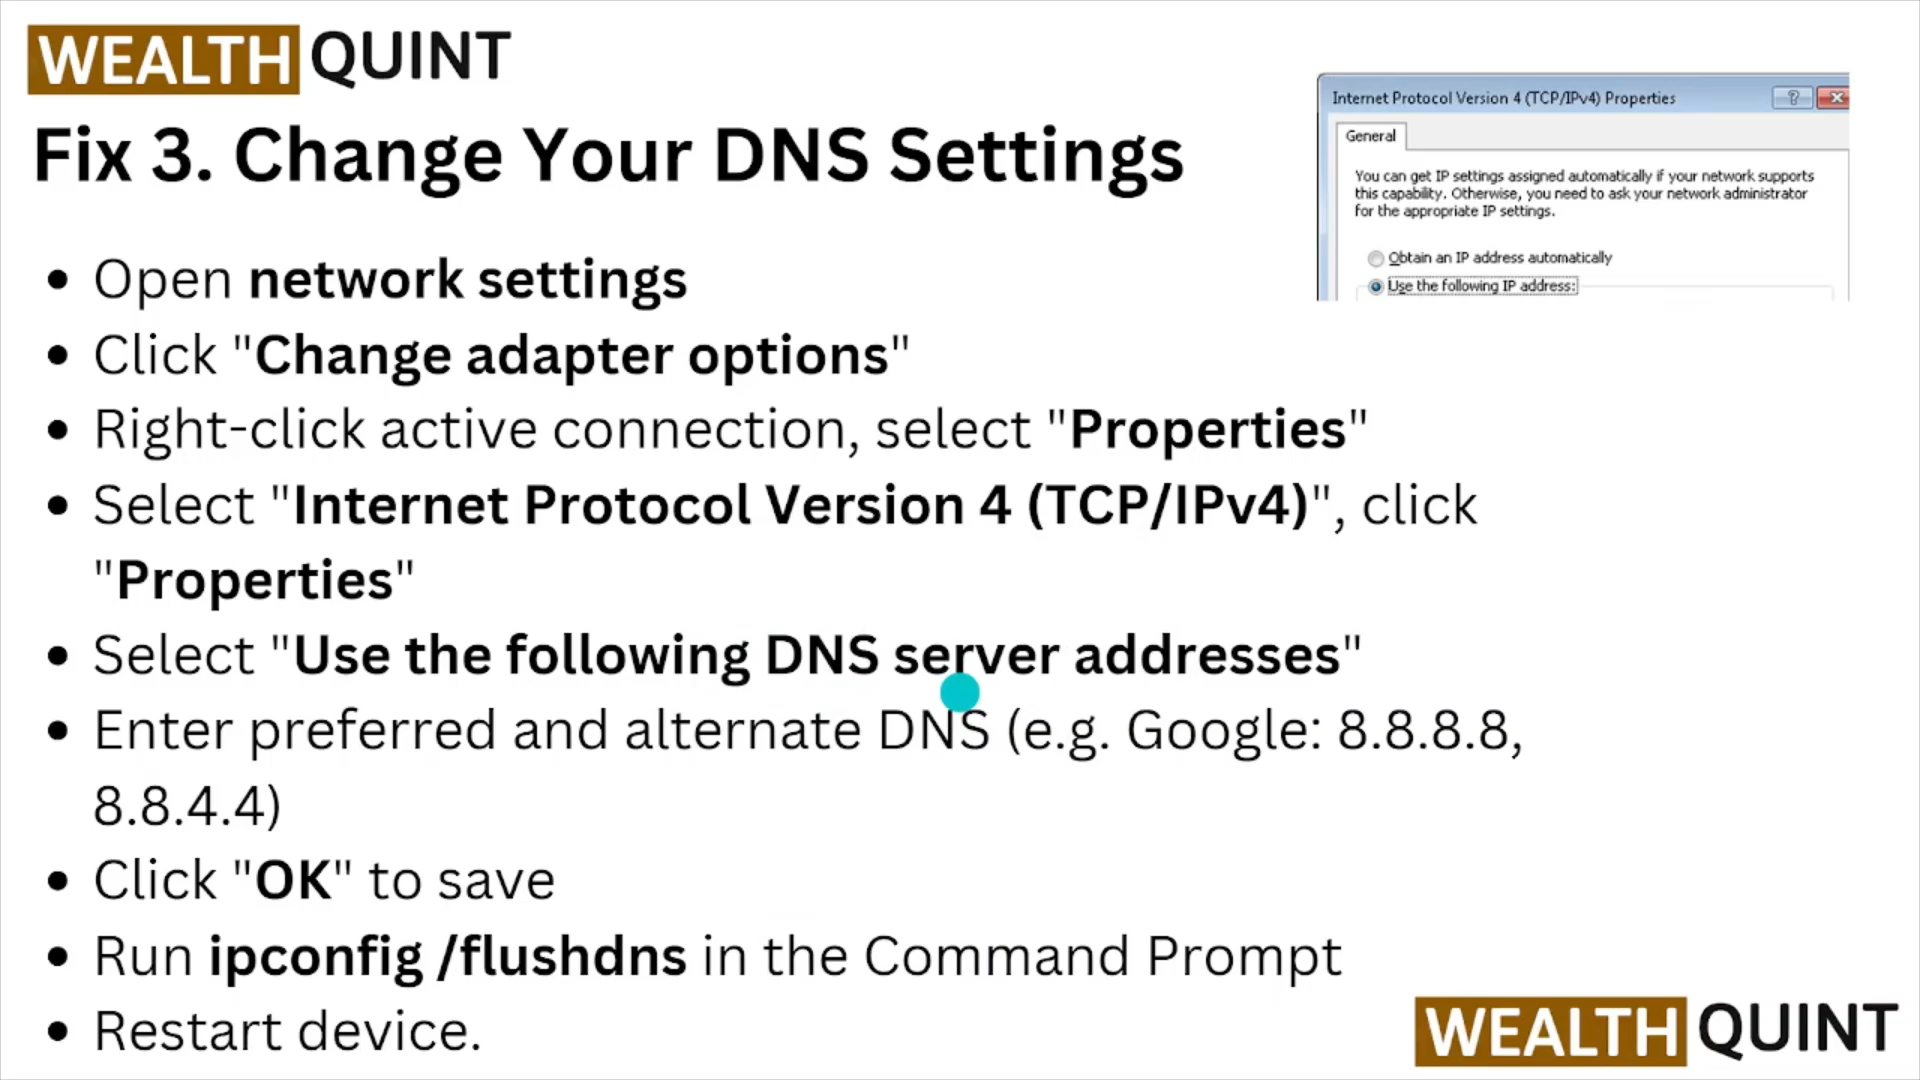 WEALTH QUINT
Fix 3. Change Your DNS Settings
Internet Protocol Version 4 (TCP/IPv4) Properties
General
You can get IP settings assigned automatically if your network supports
this capability. Otherwise, you need to ask your network administrator
for the appropriate IP settings.
Obtain an IP address automatically
Use the following IP address:
• Open network settings
• Click "Change adapter options"
• Right-click active connection, select "Properties"
• Select "Internet Protocol Version 4 (TCP/IPv4)", click
"Properties"
• Select "Use the following DNS server addresses"
• Enter preferred and alternate DNS (e.g. Google: 8.8.8.8,
8.8.4.4)
• Click "OK" to save
• Run ipconfig /flushdns in the Command Prompt
• Restart device.
WEALTH QUINT